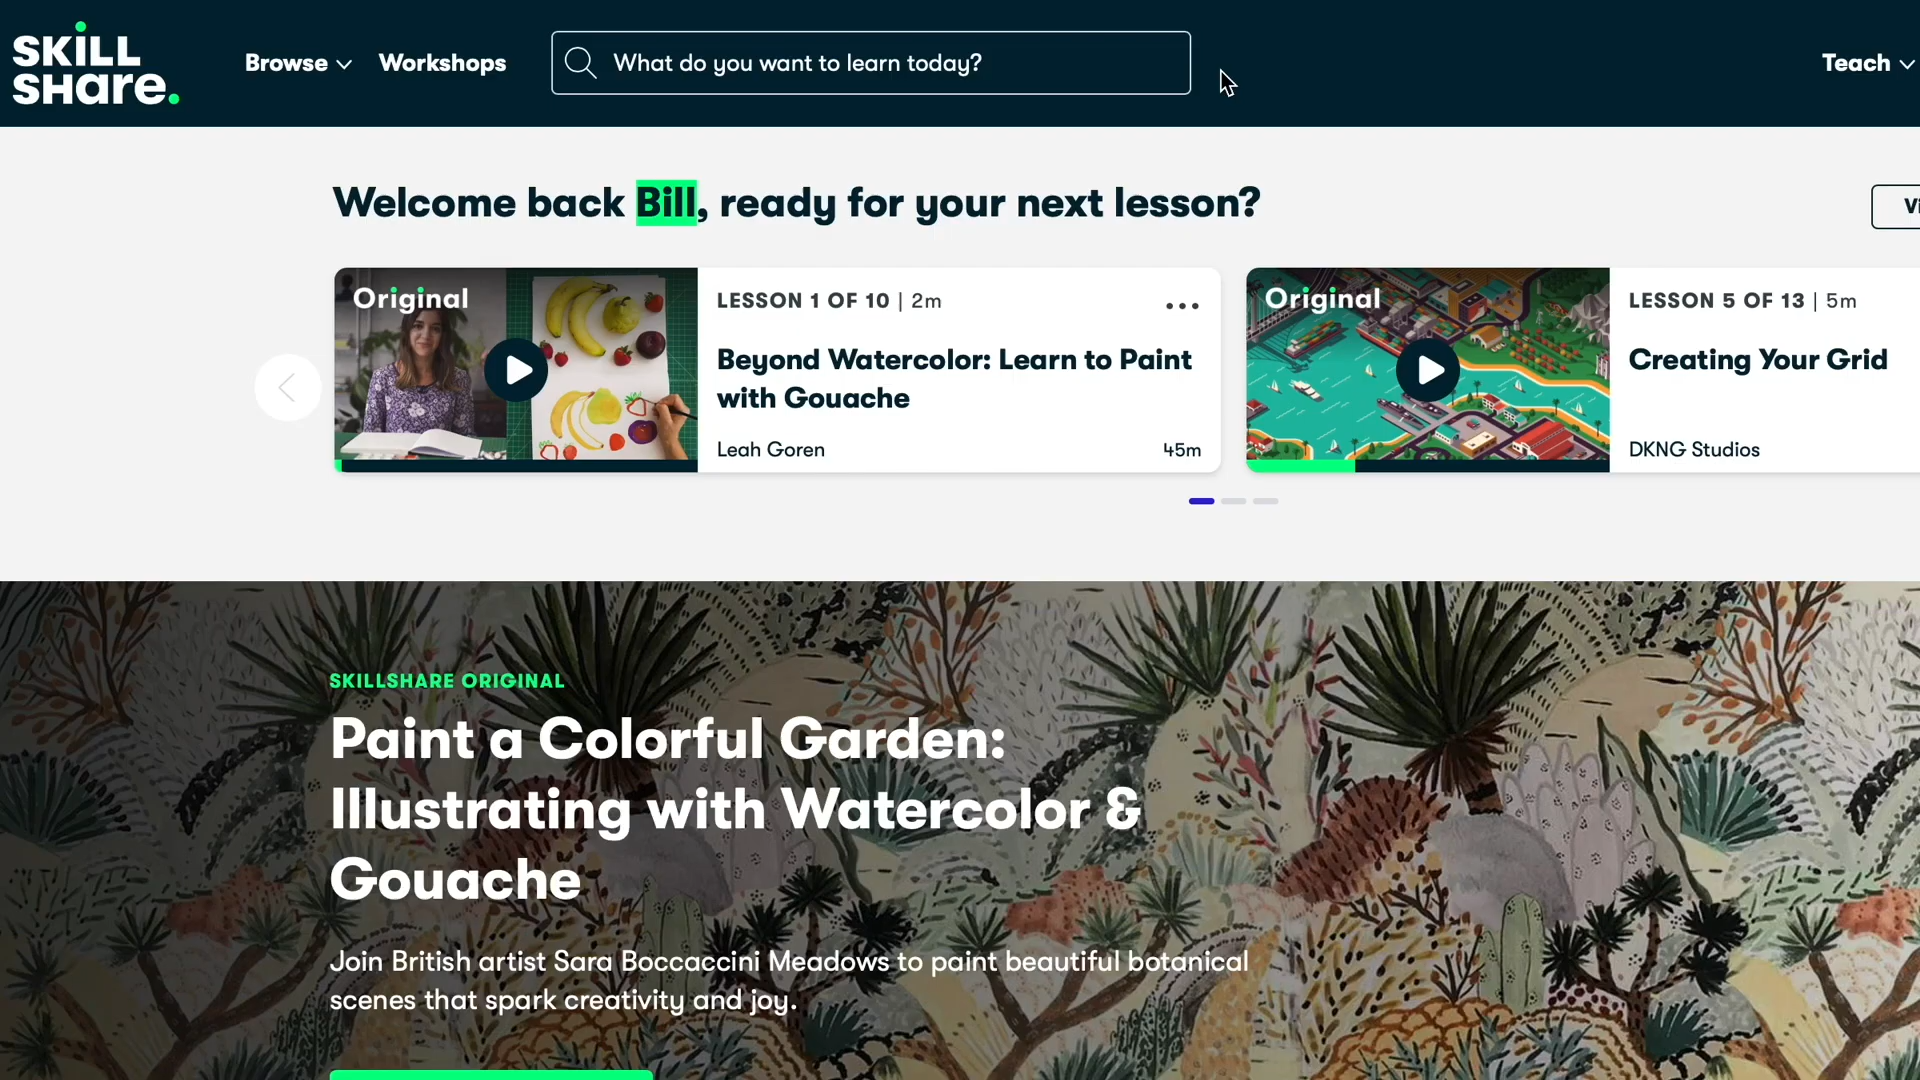 SKILL
SHare.
Browse
Workshops
What do you want to learn today?
Teach
Welcome back Bill, ready for your next lesson?
Original
LESSON 1 OF 10 | 2m
Beyond Watercolor: Learn to Paint
with Gouache
Leah Goren
45m
Original
LESSON 5 OF 13 | 5m
Creating Your Grid
DKNG Studios
SKILLSHARE ORIGINAL
Paint a Colorful Garden:
Illustrating with Watercolor &
Gouache
Join British artist Sara Boccaccini Meadows to paint beautiful botanical
scenes that spark creativity and joy.